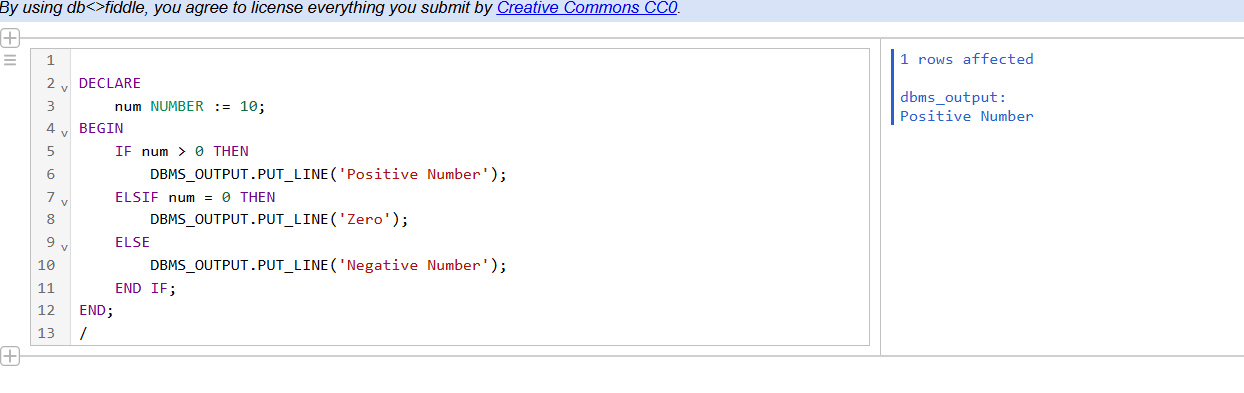 By using db<>fiddle, you agree to license everything you submit by Creative Commons CC0.
1
2 DECLARE
3     num NUMBER := 10;
4 BEGIN
5     IF num > 0 THEN
6         DBMS_OUTPUT.PUT_LINE('Positive Number');
7     ELSIF num = 0 THEN
8         DBMS_OUTPUT.PUT_LINE('Zero');
9     ELSE
10         DBMS_OUTPUT.PUT_LINE('Negative Number');
11     END IF;
12 END;
13 /
1 rows affected
dbms_output:
Positive Number